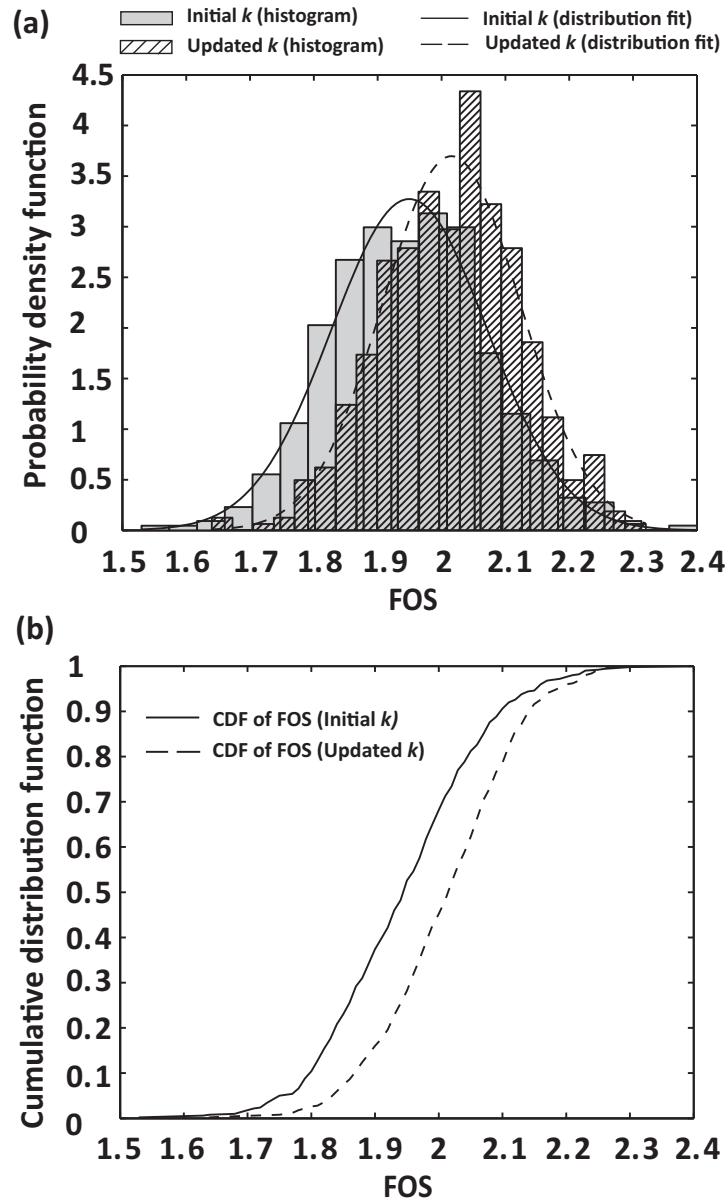 (a)
Initial k (histogram)
Initial k (distribution fit)
Updated k (histogram)
Updated k (distribution fit)
Probability density function
4.5
4
3.5
3
2.5
2
1.5
1
0.5
0
1.5 1.6 1.7 1.8 1.9 2 2.1 2.2 2.3 2.4
FOS
(b)
Cumulative distribution function
1
0.9
0.8
0.7
0.6
0.5
0.4
0.3
0.2
0.1
0
CDF of FOS (Initial k)
CDF of FOS (Updated k)
1.5 1.6 1.7 1.8 1.9 2 2.1 2.2 2.3 2.4
FOS